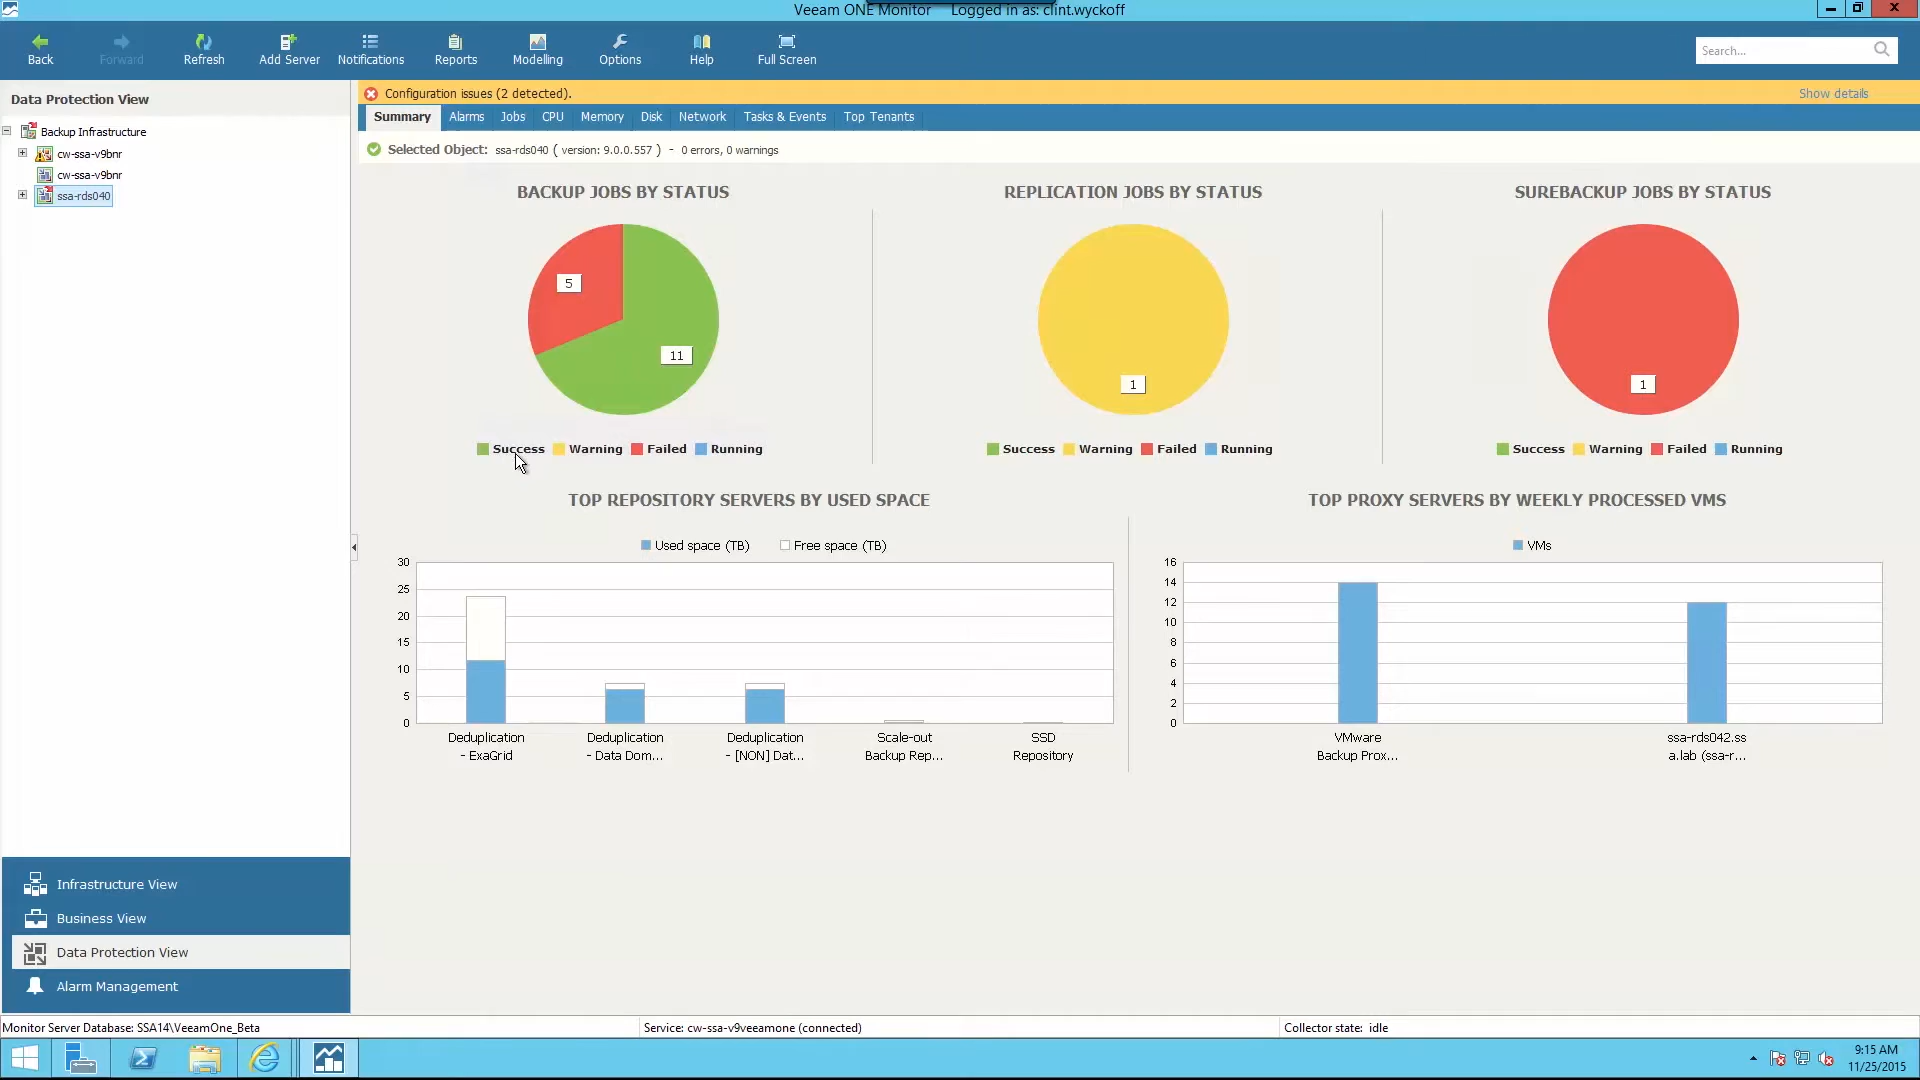 Veeam ONE Monitor    Logged in as: clint.wyckoff
Back
Forward
Refresh
Add Server
Notifications
Reports
Modelling
Options
Help
Full Screen
Search...
Data Protection View
Backup Infrastructure
cw-ssa-v9bnr
cw-ssa-v9bnr
ssa-rds040
Configuration issues (2 detected).
Show details
Summary
Alarms
Jobs
CPU
Memory
Disk
Network
Tasks & Events
Top Tenants
Selected Object: ssa-rds040 ( version: 9.0.0.557 ) - 0 errors, 0 warnings
BACKUP JOBS BY STATUS
5
11
Success Warning Failed Running
REPLICATION JOBS BY STATUS
1
Success Warning Failed Running
SUREBACKUP JOBS BY STATUS
1
Success Warning Failed Running
TOP REPOSITORY SERVERS BY USED SPACE
Used space (TB) Free space (TB)
30
25
20
15
10
5
0
Deduplication
- ExaGrid
Deduplication
- Data Dom...
Deduplication
- [NON] Dat...
Scale-out
Backup Rep...
SSD
Repository
TOP PROXY SERVERS BY WEEKLY PROCESSED VMS
VMs
16
14
12
10
8
6
4
2
0
VMware
Backup Prox...
ssa-rds042.ss
a.lab (ssa-r...
Infrastructure View
Business View
Data Protection View
Alarm Management
Monitor Server Database: SSA14\VeeamOne_Beta
Service: cw-ssa-v9veeamone (connected)
Collector state: idle
9:15 AM
11/25/2015